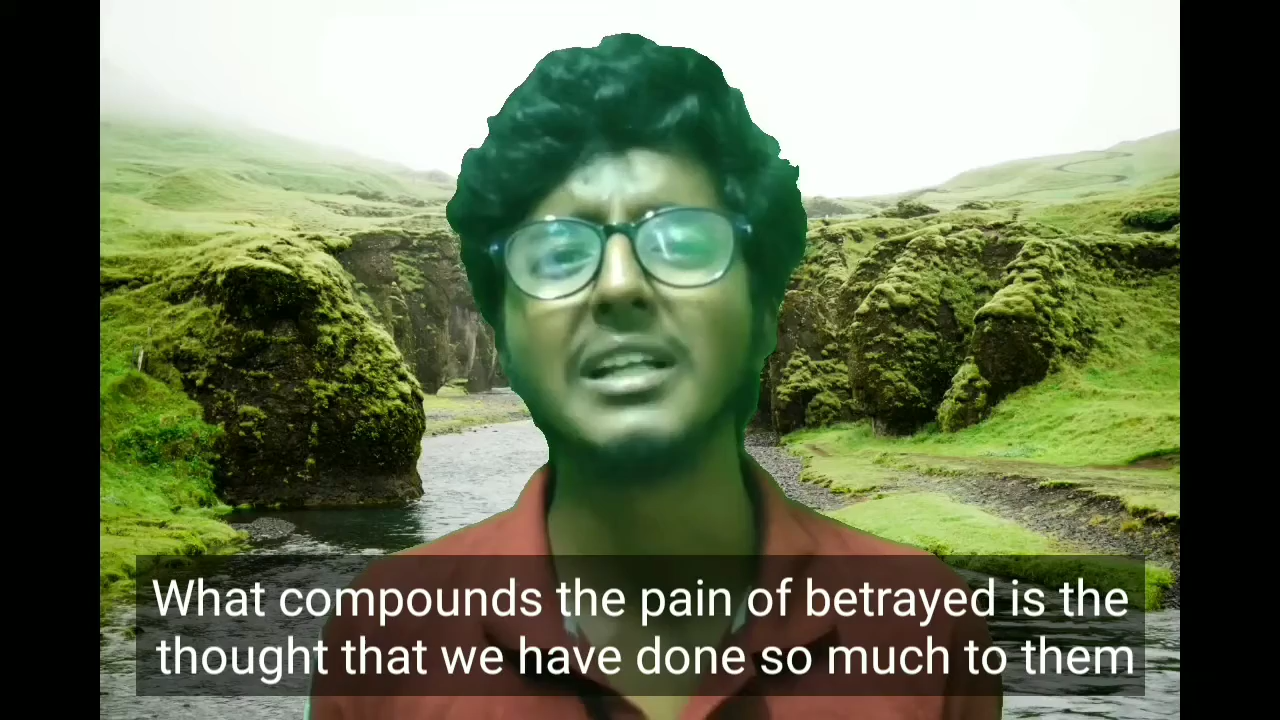 What compounds the pain of betrayed is the
thought that we have done so much to them